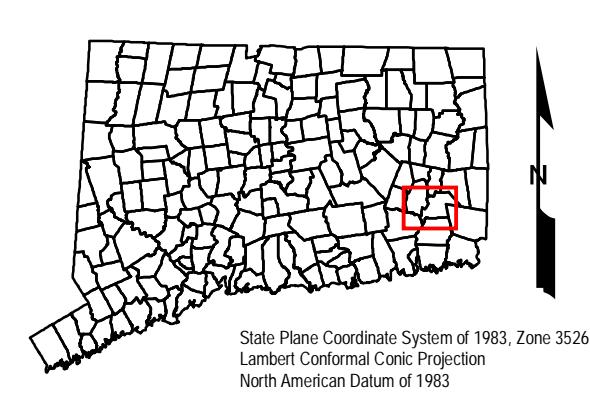 N
State Plane Coordinate System of 1983, Zone 3526
Lambert Conformal Conic Projection
North American Datum of 1983